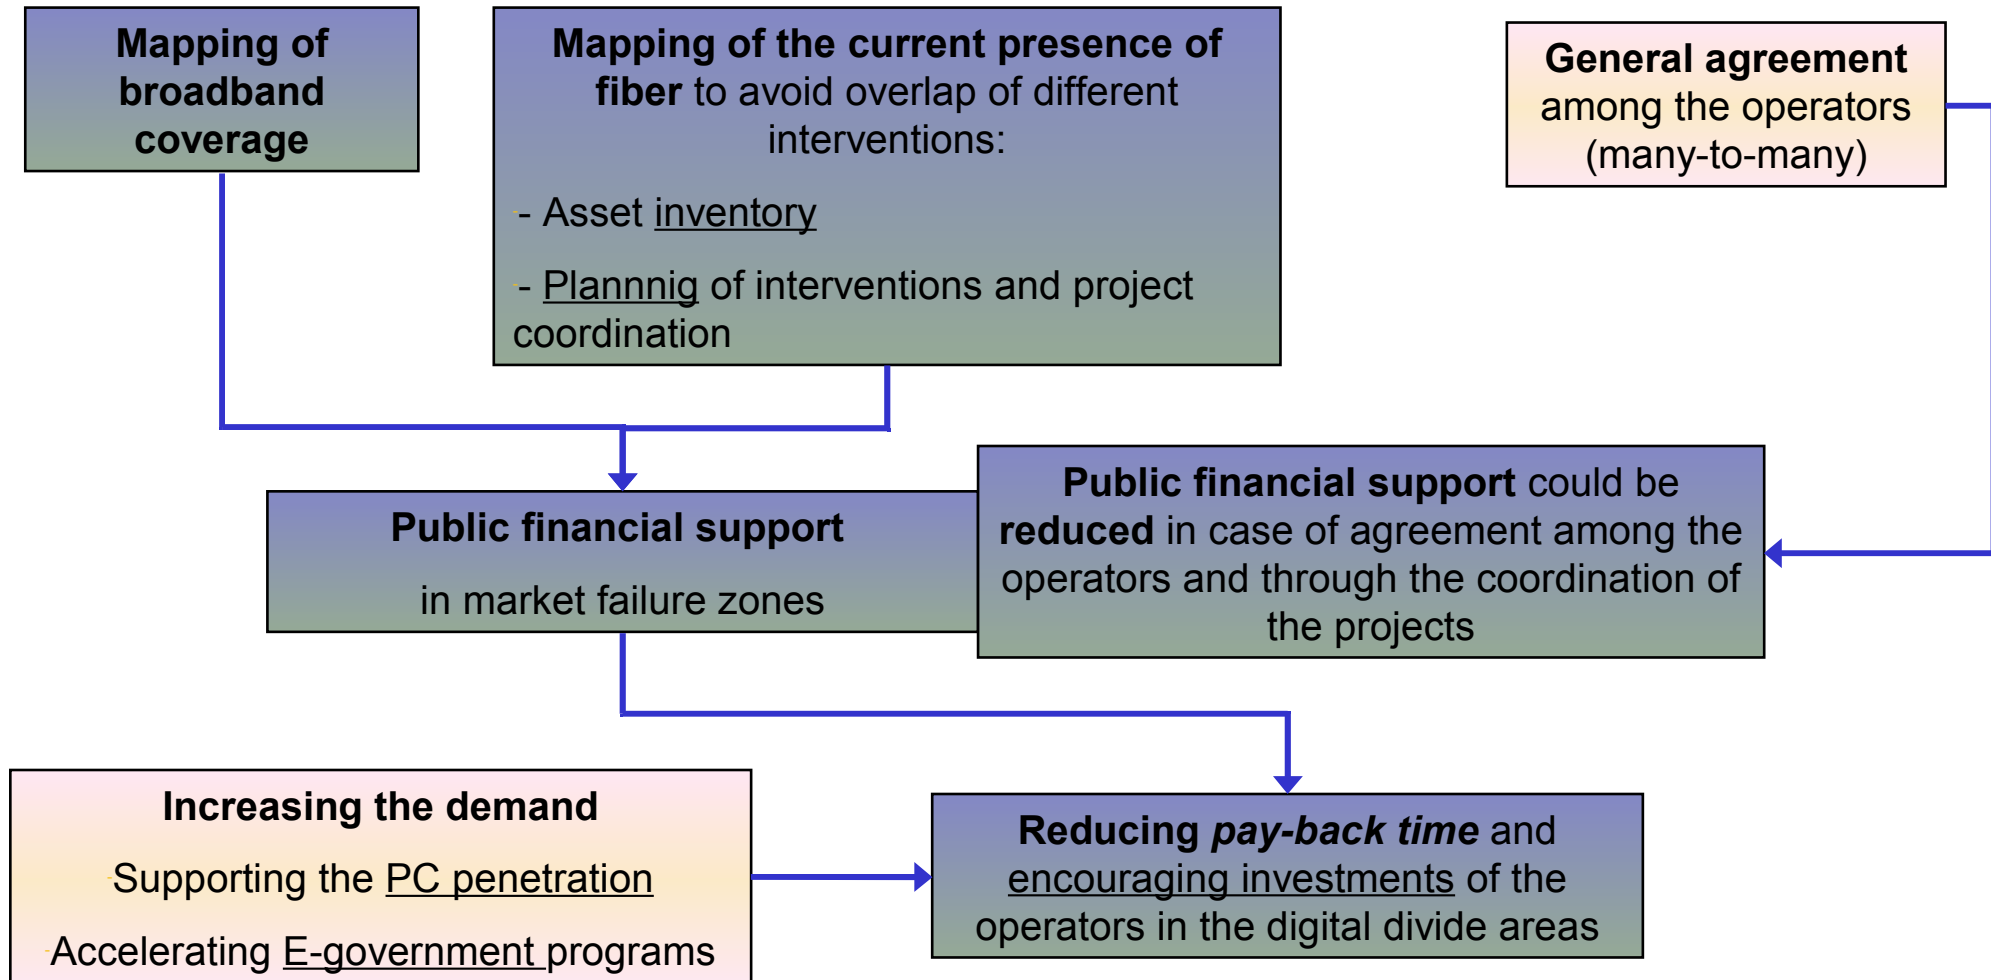 Mapping of
broadband
coverage
Mapping of the current presence of
fiber to avoid overlap of different
interventions:
-- Asset inventory
-- Plannnig of interventions and project
coordination
General agreement
among the operators
(many-to-many)
Public financial support
in market failure zones
Public financial support could be
reduced in case of agreement among the
operators and through the coordination of
the projects
Increasing the demand
-Supporting the PC penetration
-Accelerating E-government programs
Reducing pay-back time and
encouraging investments of the
operators in the digital divide areas